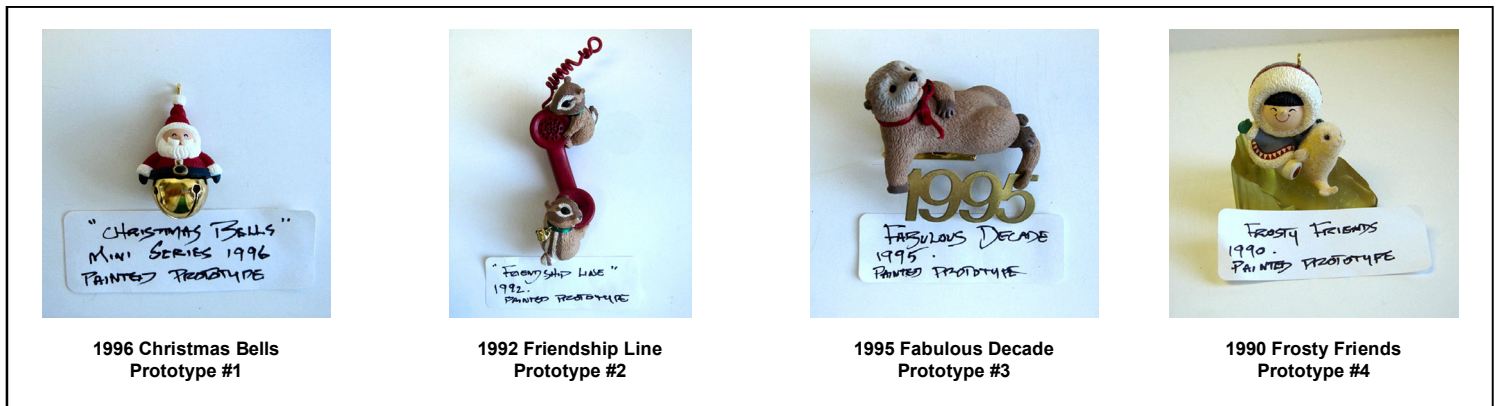 "CHRISTMAS BELLS"
MINI SERIES 1996
PAINTED PROTOTYPE
1996 Christmas Bells
Prototype #1
"FRIENDSHIP LINE"
1992.
PAINTED PROTOTYPE
1992 Friendship Line
Prototype #2
1995
FABULOUS DECADE
1995.
PAINTED PROTOTYPE
1995 Fabulous Decade
Prototype #3
FROSTY FRIENDS
1990.
PAINTED PROTOTYPE
1990 Frosty Friends
Prototype #4